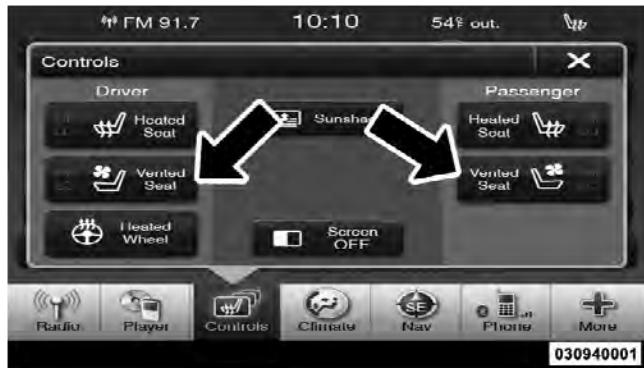 FM 91.7 10:10 54° out.
Controls X
Driver Passenger
Heated
Seat
Heated
Seat
Vented
Seat
Vented
Seat
Heated
Wheel
Screen
OFF
Radio Player Controls Climate SE Nav Phone More
030940001